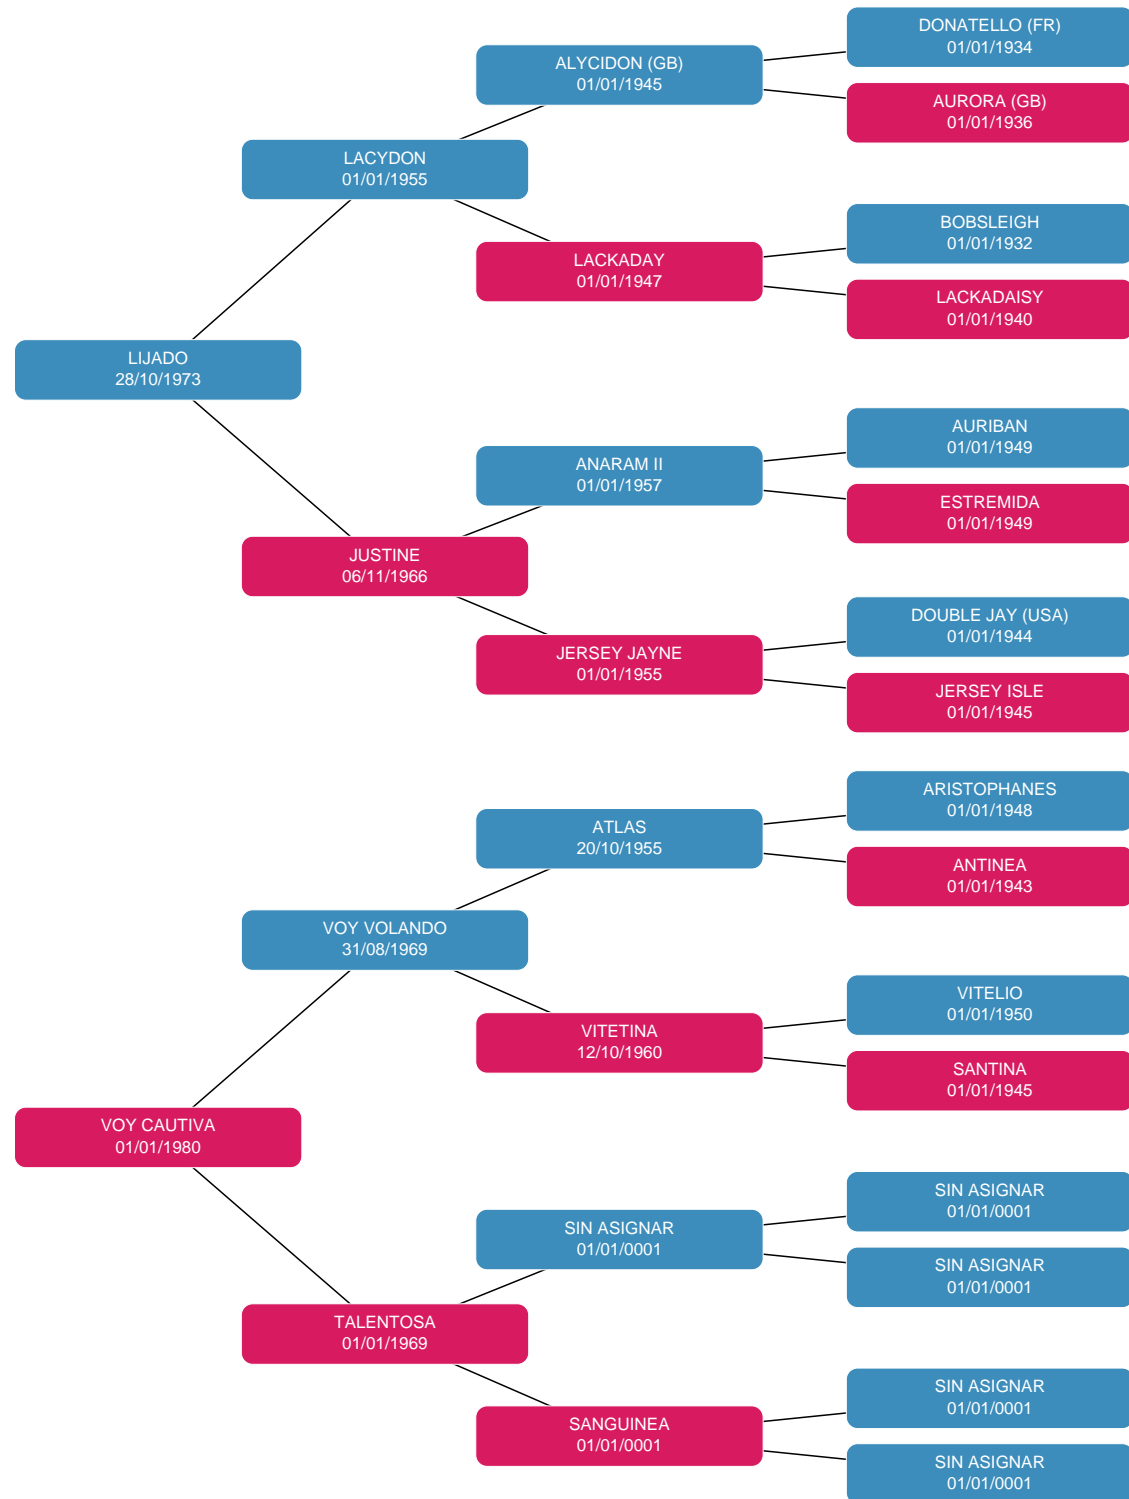 DONATELLO (FR)
01/01/1934
ALYCIDON (GB)
01/01/1945
AURORA (GB)
01/01/1936
LACYDON
01/01/1955
BOBSLEIGH
01/01/1932
LACKADAY
01/01/1947
LACKADAISY
01/01/1940
LIJADO
28/10/1973
AURIBAN
01/01/1949
ANARAM II
01/01/1957
ESTREMIDA
01/01/1949
JUSTINE
06/11/1966
DOUBLE JAY (USA)
01/01/1944
JERSEY JAYNE
01/01/1955
JERSEY ISLE
01/01/1945
ARISTOPHANES
01/01/1948
ATLAS
20/10/1955
ANTINEA
01/01/1943
VOY VOLANDO
31/08/1969
VITELIO
01/01/1950
VITETINA
12/10/1960
SANTINA
01/01/1945
VOY CAUTIVA
01/01/1980
SIN ASIGNAR
01/01/0001
SIN ASIGNAR
01/01/0001
SIN ASIGNAR
01/01/0001
TALENTOSA
01/01/1969
SIN ASIGNAR
01/01/0001
SANGUINEA
01/01/0001
SIN ASIGNAR
01/01/0001